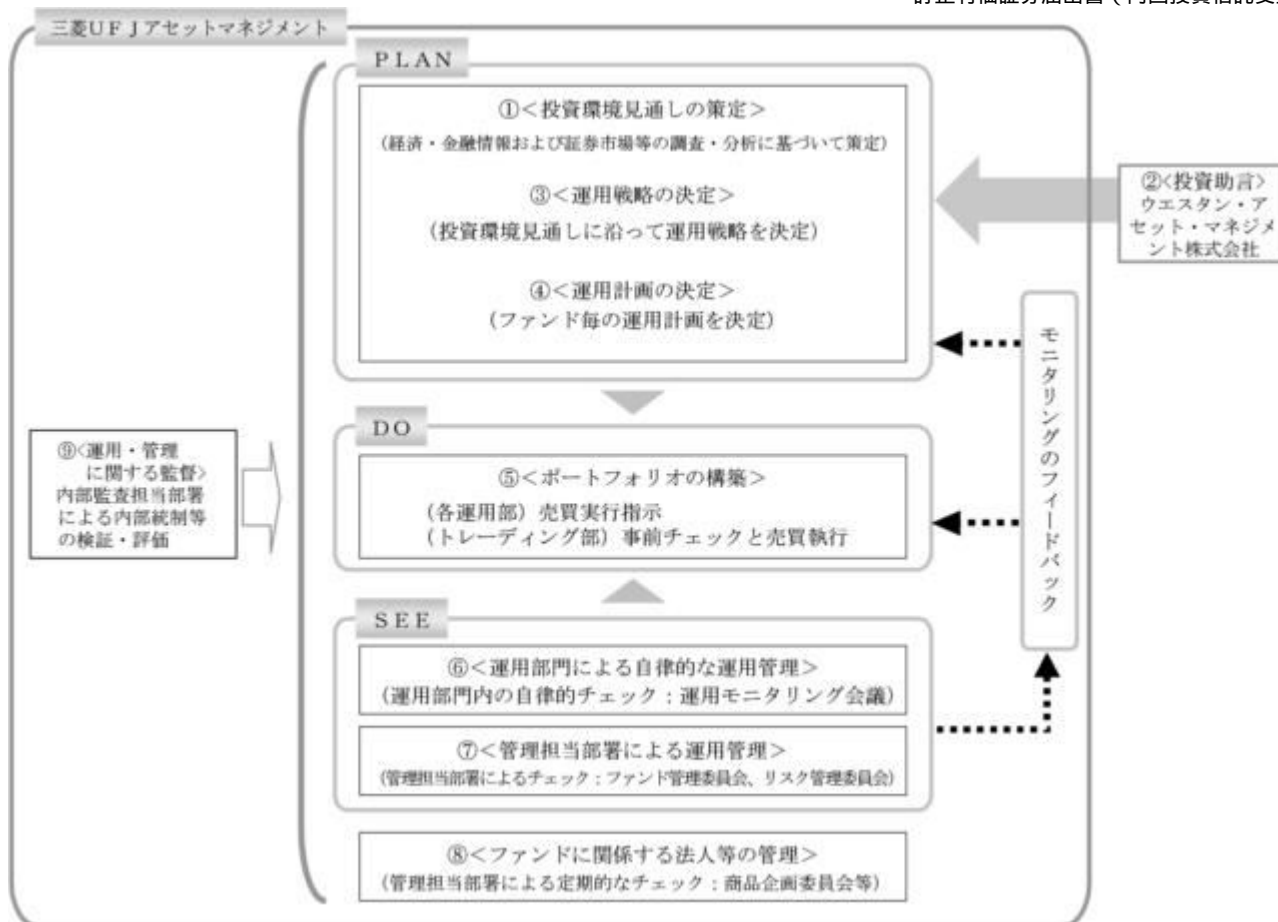 訂正有価証券届出書(内国投資信託受
三菱UFJアセットマネジメント
PLAN
①<投資環境見通しの策定>
(経済・金融情報および証券市場等の調査・分析に基づいて策定)
③<運用戦略の決定>
(投資環境見通しに沿って運用戦略を決定)
④<運用計画の決定>
(ファンド毎の運用計画を決定)
②<投資助言>
ウエスタン・ア
セット・マネジメ
ント株式会社
モニタリングのフィードバック
DO
⑤<ポートフォリオの構築>
(各運用部)売買実行指示
(トレーディング部)事前チェックと売買執行
⑨<運用・管理
に関する監督>
内部監査担当部署
による内部統制等
の検証・評価
SEE
⑥<運用部門による自律的な運用管理>
(運用部門内の自律的チェック:運用モニタリング会議)
⑦<管理担当部署による運用管理>
(管理担当部署によるチェック:ファンド管理委員会、リスク管理委員会)
⑧<ファンドに関係する法人等の管理>
(管理担当部署による定期的なチェック:商品企画委員会等)